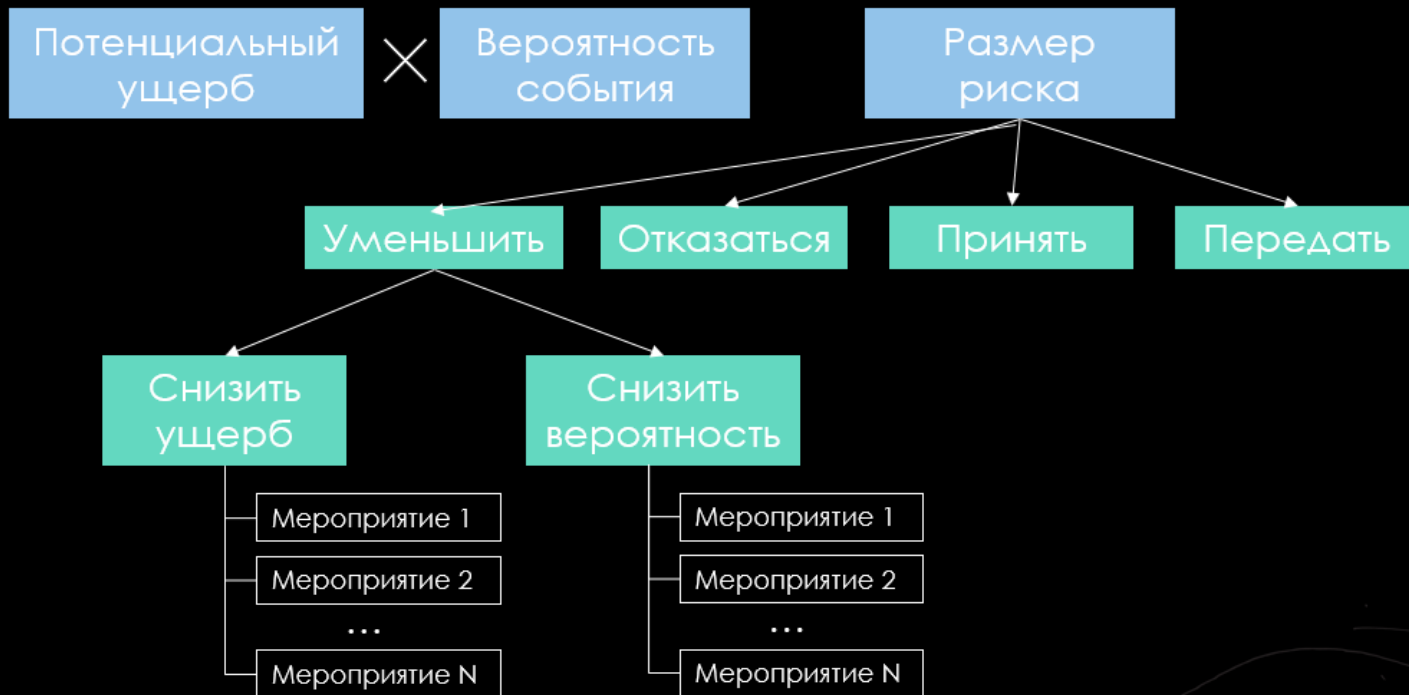 Потенциальный
ущерб
Вероятность
события
Размер
риска
Уменьшить
Отказаться
Принять
Передать
Снизить
ущерб
Снизить
вероятность
Мероприятие 1
Мероприятие 2
...
Мероприятие N
Мероприятие 1
Мероприятие 2
...
Мероприятие N